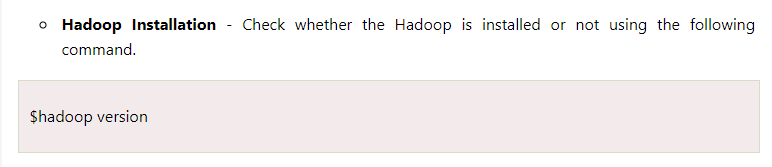 Hadoop Installation - Check whether the Hadoop is installed or not using the following
command.
$hadoop version